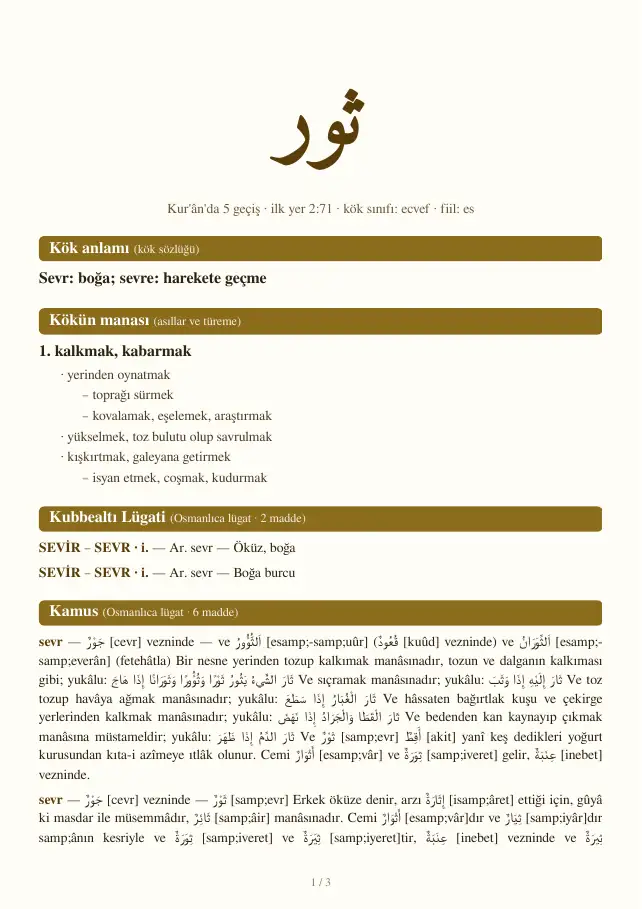 ثور
Kur'ân'da 5 geçiş · ilk yer 2:71 · kök sınıfı: ecvef · fiil: es
Kök anlamı (kök sözlüğü)
Sevr: boğa; sevre: harekete geçme
Kökün manası (asıllar ve türeme)
1. kalkmak, kabarmak
· yerinden oynatmak
– toprağı sürmek
– kovalamak, eşelemek, araştırmak
· yükselmek, toz bulutu olup savrulmak
· kışkırtmak, galeyana getirmek
– isyan etmek, coşmak, kudurmak
Kubbealtı Lügati (Osmanlıca lügat · 2 madde)
SEVİR – SEVR · i. — Ar. sevr — Öküz, boğa
SEVİR – SEVR · i. — Ar. sevr — Boğa burcu
Kamus (Osmanlıca lügat · 6 madde)
sevr — جَوْرٌ [cevr] vezninde — ve اَلثُّؤُورُ [esamp;-samp;uûr] (قُعُودٌ [kuûd] vezninde) ve اَلثَّوَرَانُ [esamp;-
samp;everân] (fetehâtla) Bir nesne yerinden tozup kalkmak manâsınadır, tozun ve dalganın kalkması
gibi; yukâlu: ثَارَ الشَّيْءُ يَثُورُ ثَوْرًا وَثُؤُورًا وَثَوَرَانًا إِذَا هَاجَ Ve sıçramak manâsınadır; yukâlu: ثَارَ إِلَيْهِ إِذَا وَثَبَ Ve toz
tozup havâya ağmak manâsınadır; yukâlu: ثَارَ الْغُبَارُ إِذَا سَطَعَ Ve hâssaten bağırtlak kuşu ve çekirge
yerlerinden kalkmak manâsınadır; yukâlu: ثَارَ الْقَطَا وَالْجَرَادُ إِذَا نَهَضَ Ve bedenden kan kaynayıp çıkmak
manâsına müstameldir; yukâlu: ثَارَ الدَّمُ إِذَا ظَهَرَ Ve ثَوْرٌ [samp;evr] أَقِطٌ [akit] yanî keş dedikleri yoğurt
kurusundan kıta-i azîmeye ıtlâk olunur. Cemi أَثْوَارٌ [esamp;vâr] ve ثِوَرَةٌ [samp;iveret] gelir, عِنَبَةٌ [inebet]
vezninde.
sevr — جَوْرٌ [cevr] vezninde — ثَوْرٌ [samp;evr] Erkek öküze denir, arzı إِثَارَةٌ [isamp;âret] ettiği için, gûyâ
ki masdar ile müsemmâdır, ثَائِرٌ [samp;âir] manâsınadır. Cemi أَثْوَارٌ [esamp;vâr]dır ve ثِيَارٌ [samp;iyâr]dır
samp;ânın kesriyle ve ثِوَرَةٌ [samp;iveret] ve ثِيَرَةٌ [samp;iyeret]tir, عِنَبَةٌ [inebet] vezninde ve ثِيرَةٌ
1 / 3